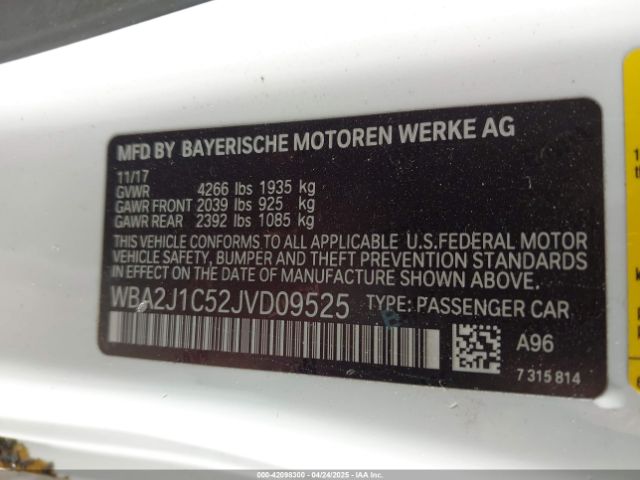 MFD BY BAYERISCHE MOTOREN WERKE AG
11/17
GVWR 4266 lbs 1935 kg
GAWR FRONT 2039 lbs 925 kg
GAWR REAR 2392 lbs 1085 kg
THIS VEHICLE CONFORMS TO ALL APPLICABLE U.S.FEDERAL MOTOR
VEHICLE SAFETY, BUMPER, AND THEFT PREVENTION STANDARDS
IN EFFECT ON THE DATE OF MANUFACTURE SHOWN ABOVE.
WBA2J1C52JVD09525 TYPE: PASSENGER CAR
A96
7 315 814
000-42098300 - 04/24/2025 - IAA Inc.